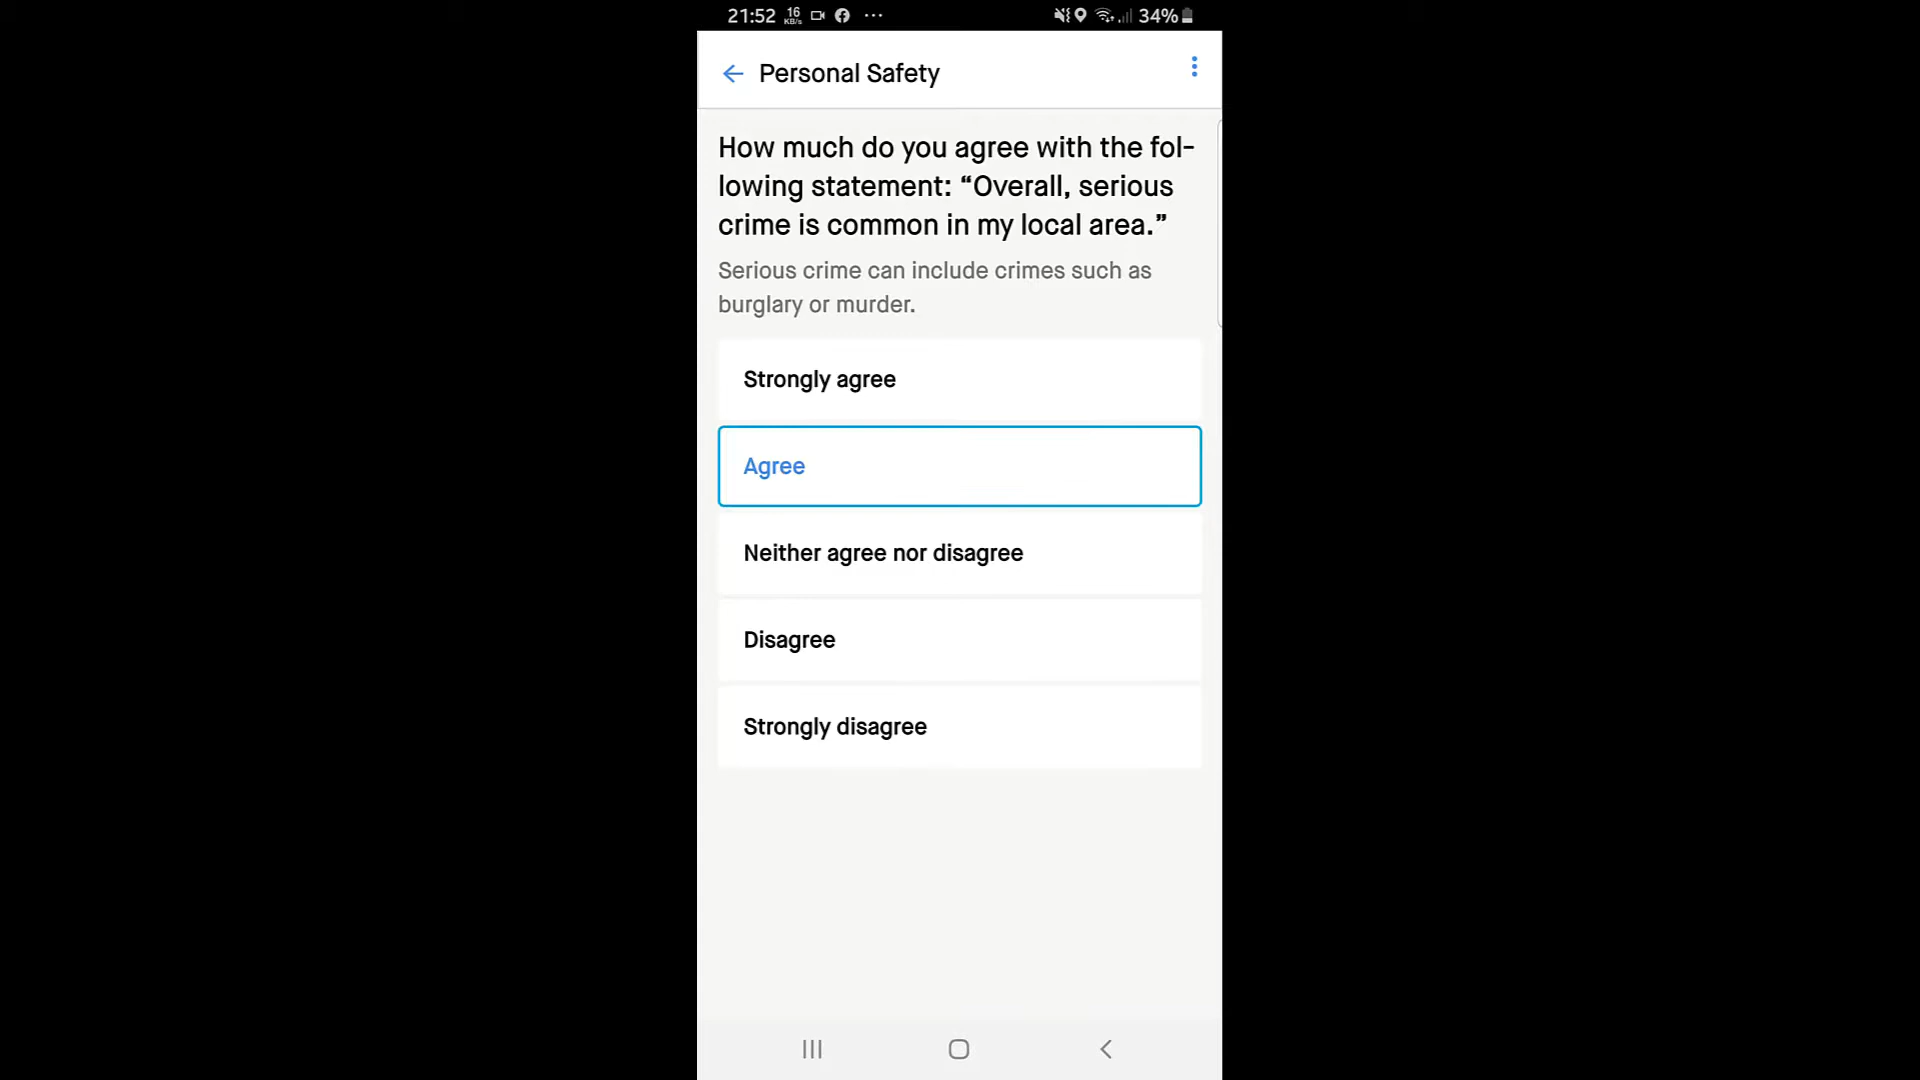 21:52 16 KB/s 34%
Personal Safety
How much do you agree with the fol-
lowing statement: “Overall, serious
crime is common in my local area.”
Serious crime can include crimes such as
burglary or murder.
Strongly agree
Agree
Neither agree nor disagree
Disagree
Strongly disagree